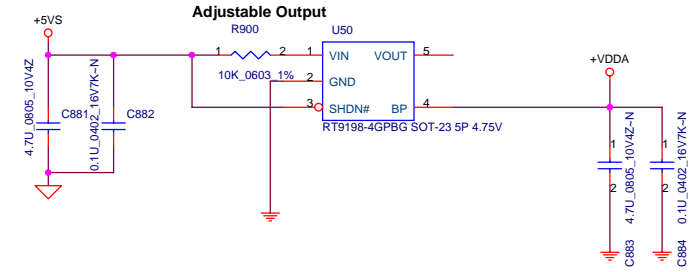 Adjustable Output
+5VS
R900
U50
1
2
1
VIN
VOUT
5
10K_0603_1%
2
GND
3
SHDN#
BP
4
RT9198-4GPBG SOT-23 5P 4.75V
+VDDA
4.7U_0805_10V4Z
C881
0.1U_0402_16V7K~N
C882
1
2
C883
4.7U_0805_10V4Z~N
1
2
C884
0.1U_0402_16V7K~N